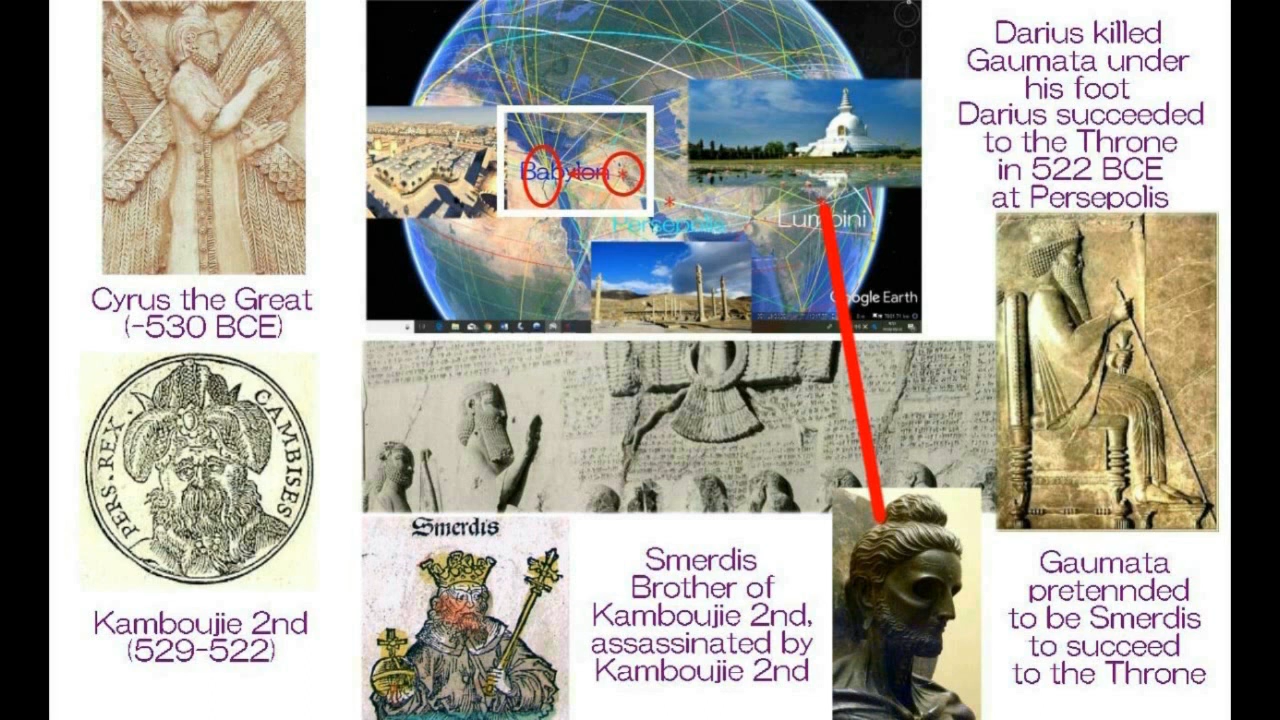 Cyrus the Great
(-530 BCE)
PERS. REX. CAMBISES
Kamboujie 2nd
(529-522)
Babylon
Persepolis
Lumbini
Google Earth
Smerdis
Smerdis
Brother of
Kamboujie 2nd,
assassinated by
Kamboujie 2nd
Darius killed
Gaumata under
his foot
Darius succeeded
to the Throne
in 522 BCE
at Persepolis
Gaumata
pretennded
to be Smerdis
to succeed
to the Throne